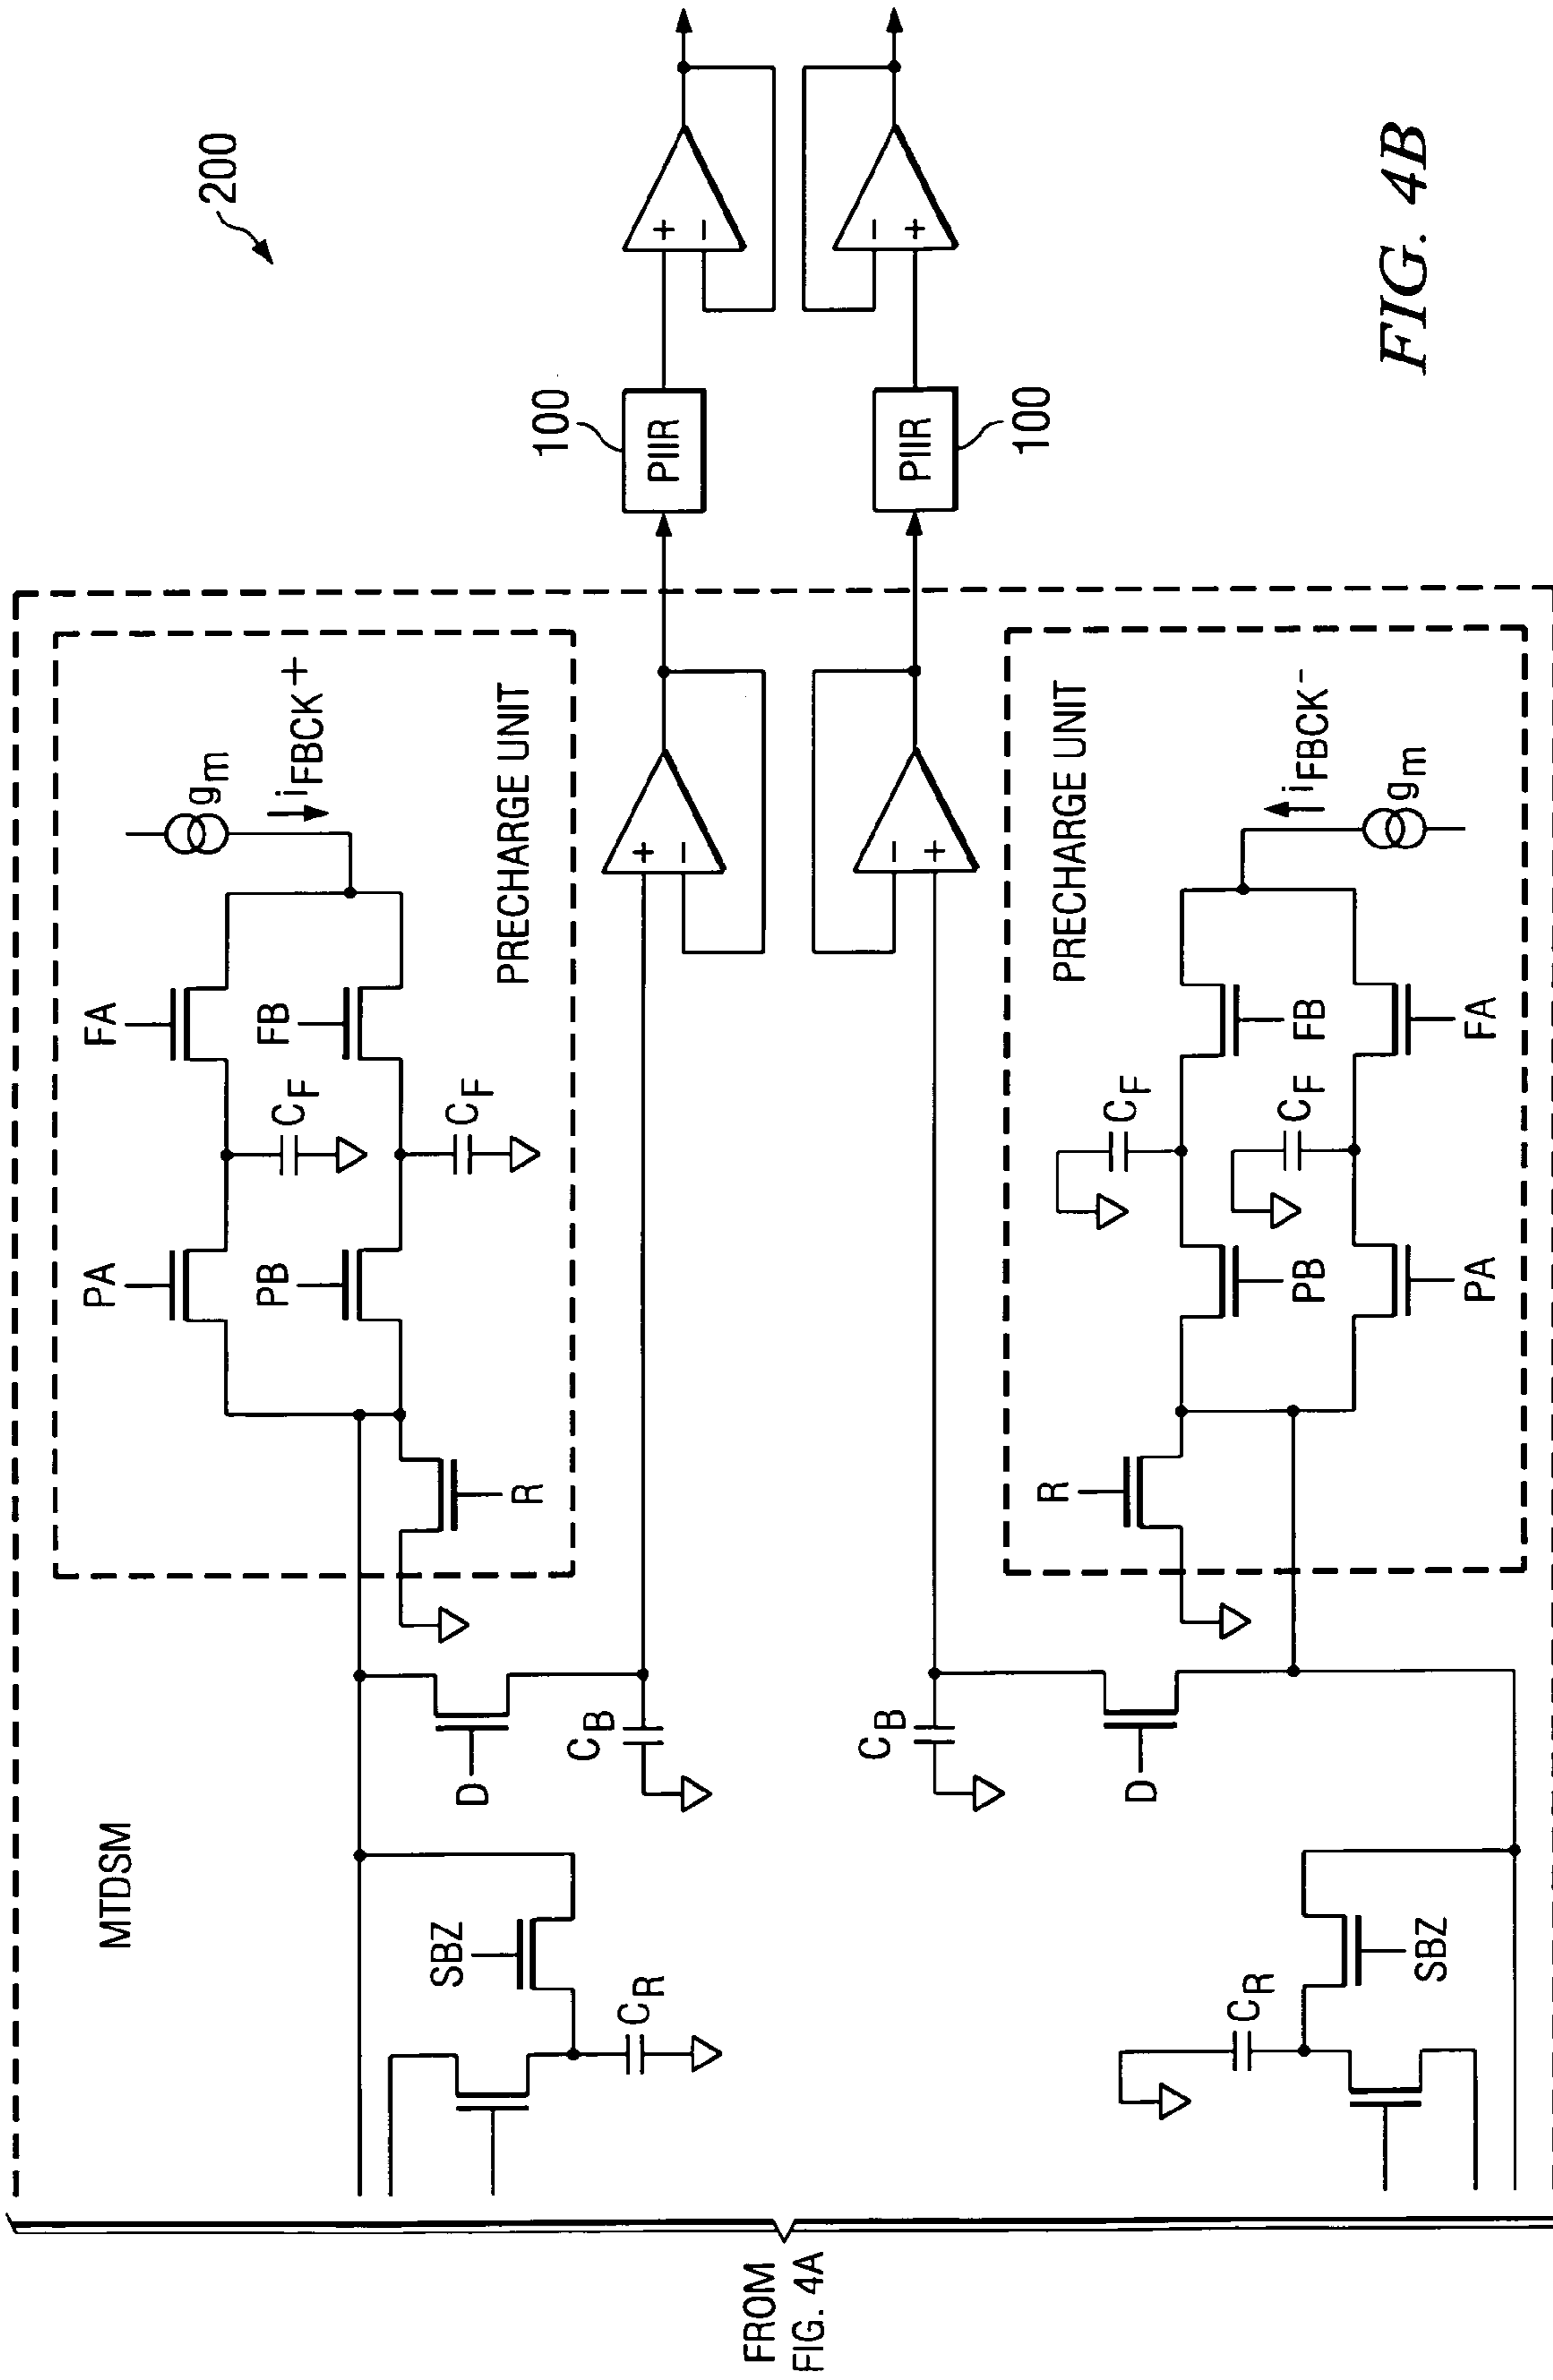 200
MTDSM
FA
PA
FB
PB
C_F
C_F
g_m
i_FBCK+
R
PRECHARGE UNIT
SBZ
C_R
D
C_B
+
−
100
PIIR
+
−
C_B
D
−
+
PIIR
100
−
+
PRECHARGE UNIT
R
C_F
C_F
FB
PB
FA
PA
i_FBCK−
g_m
C_R
SBZ
FROM
FIG. 4A
FIG. 4B